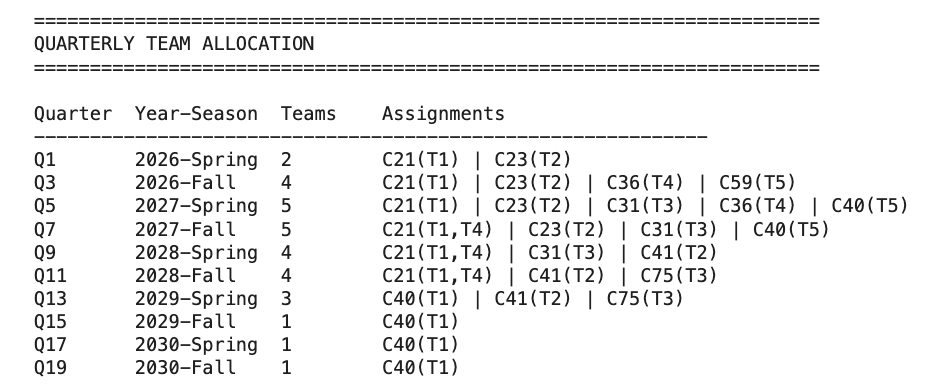 ======================================================================
QUARTERLY TEAM ALLOCATION
======================================================================
Quarter  Year-Season  Teams    Assignments
------------------------------------------------------------
Q1       2026-Spring  2        C21(T1) | C23(T2)
Q3       2026-Fall    4        C21(T1) | C23(T2) | C36(T4) | C59(T5)
Q5       2027-Spring  5        C21(T1) | C23(T2) | C31(T3) | C36(T4) | C40(T5)
Q7       2027-Fall    5        C21(T1,T4) | C23(T2) | C31(T3) | C40(T5)
Q9       2028-Spring  4        C21(T1,T4) | C31(T3) | C41(T2)
Q11      2028-Fall    4        C21(T1,T4) | C41(T2) | C75(T3)
Q13      2029-Spring  3        C40(T1) | C41(T2) | C75(T3)
Q15      2029-Fall    1        C40(T1)
Q17      2030-Spring  1        C40(T1)
Q19      2030-Fall    1        C40(T1)